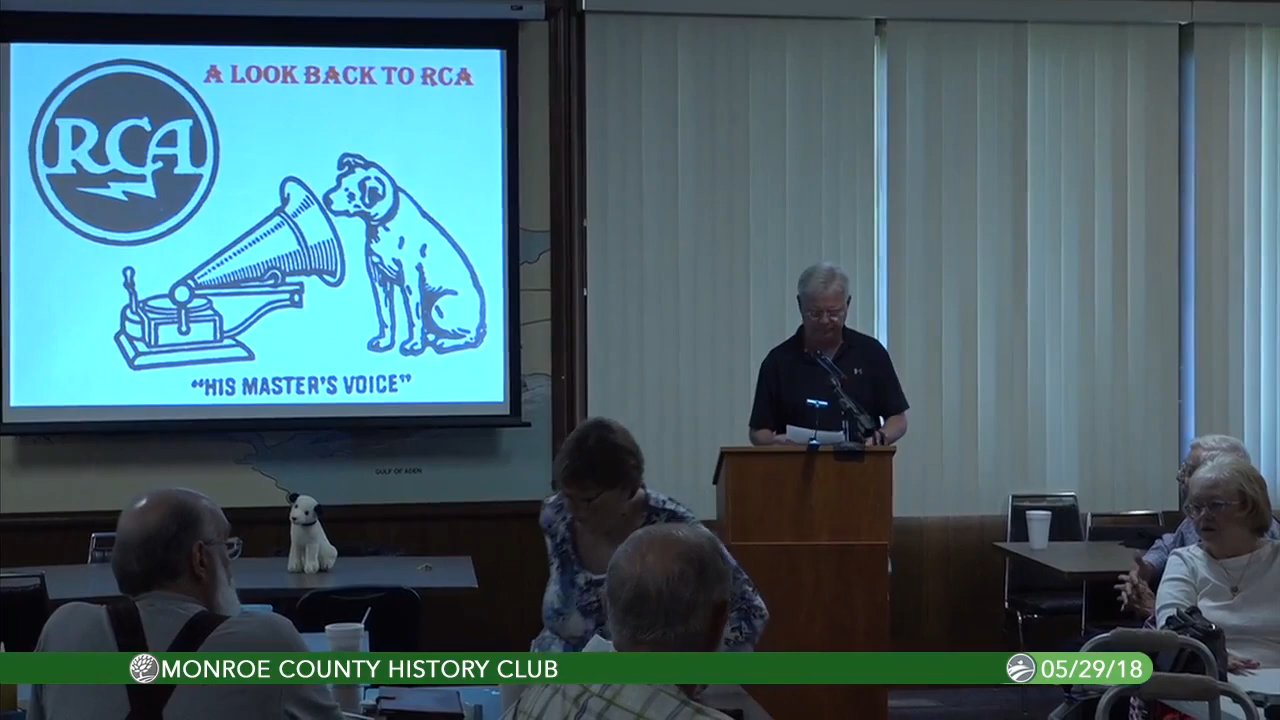 A LOOK BACK TO RCA
RCA
"HIS MASTER'S VOICE"
GULF OF ADEN
MONROE COUNTY HISTORY CLUB
05/29/18